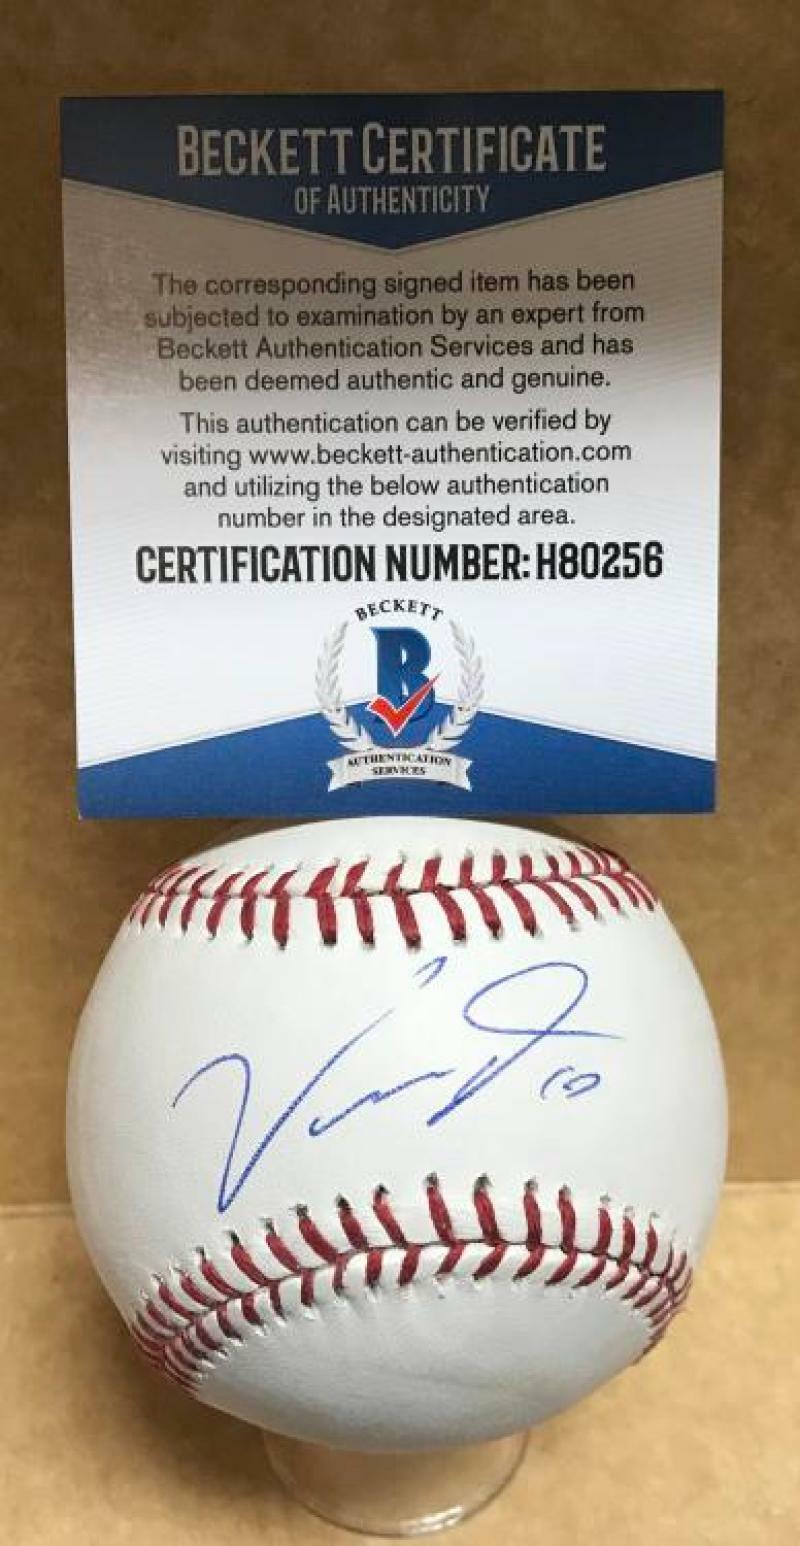 BECKETT CERTIFICATE
OF AUTHENTICITY
The corresponding signed item has been
subjected to examination by an expert from
Beckett Authentication Services and has
been deemed authentic and genuine.
This authentication can be verified by
visiting www.beckett-authentication.com
and utilizing the below authentication
number in the designated area.
CERTIFICATION NUMBER: H80256
BECKETT
B
AUTHENTICATION
SERVICES